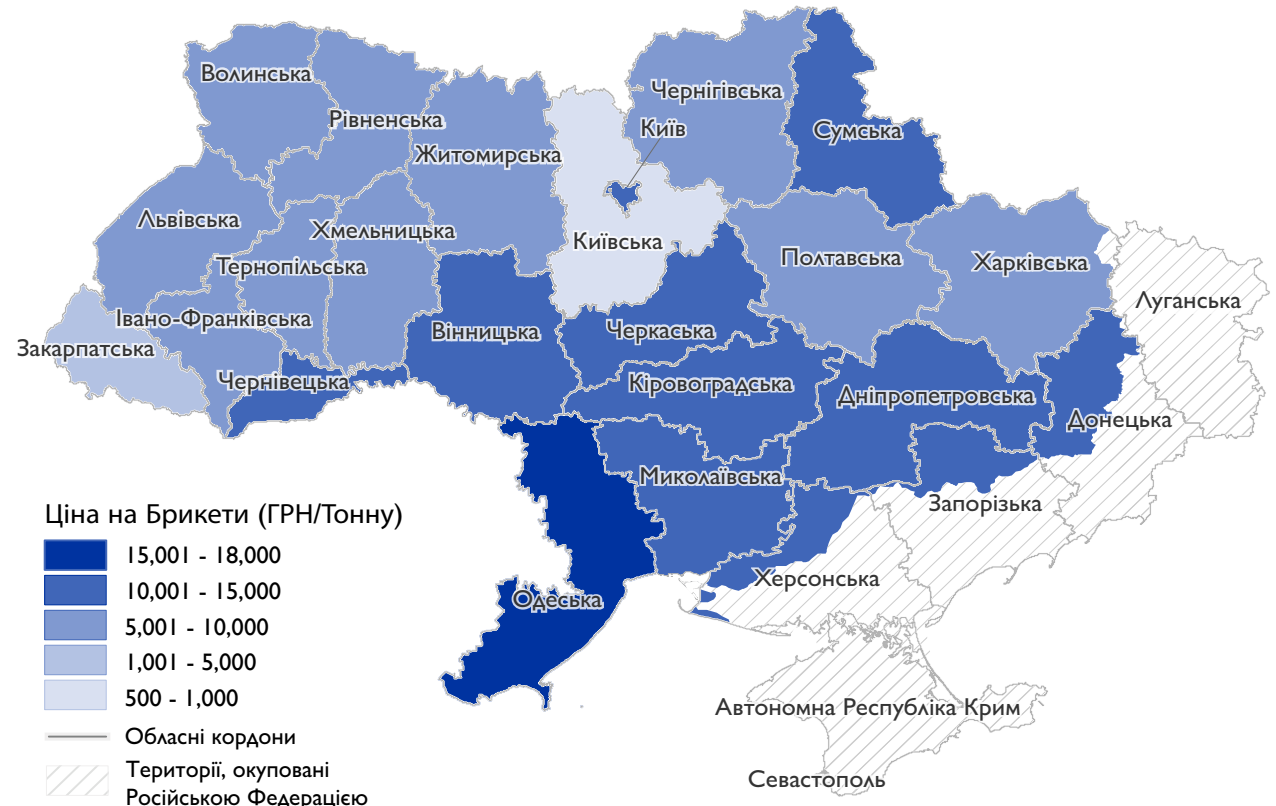 Волинська
Рівненська
Житомирська
Чернігівська
Київ
Сумська
Львівська
Хмельницька
Тернопільська
Київська
Полтавська
Харківська
Луганська
Івано-Франківська
Закарпатська
Чернівецька
Вінницька
Черкаська
Кіровоградська
Дніпропетровська
Донецька
Миколаївська
Запорізька
Херсонська
Одеська
Автономна Республіка Крим
Севастополь
Ціна на Брикети (ГРН/Тонну)
15,001 - 18,000
10,001 - 15,000
5,001 - 10,000
1,001 - 5,000
500 - 1,000
Обласні кордони
Території, окуповані
Російською Федерацією